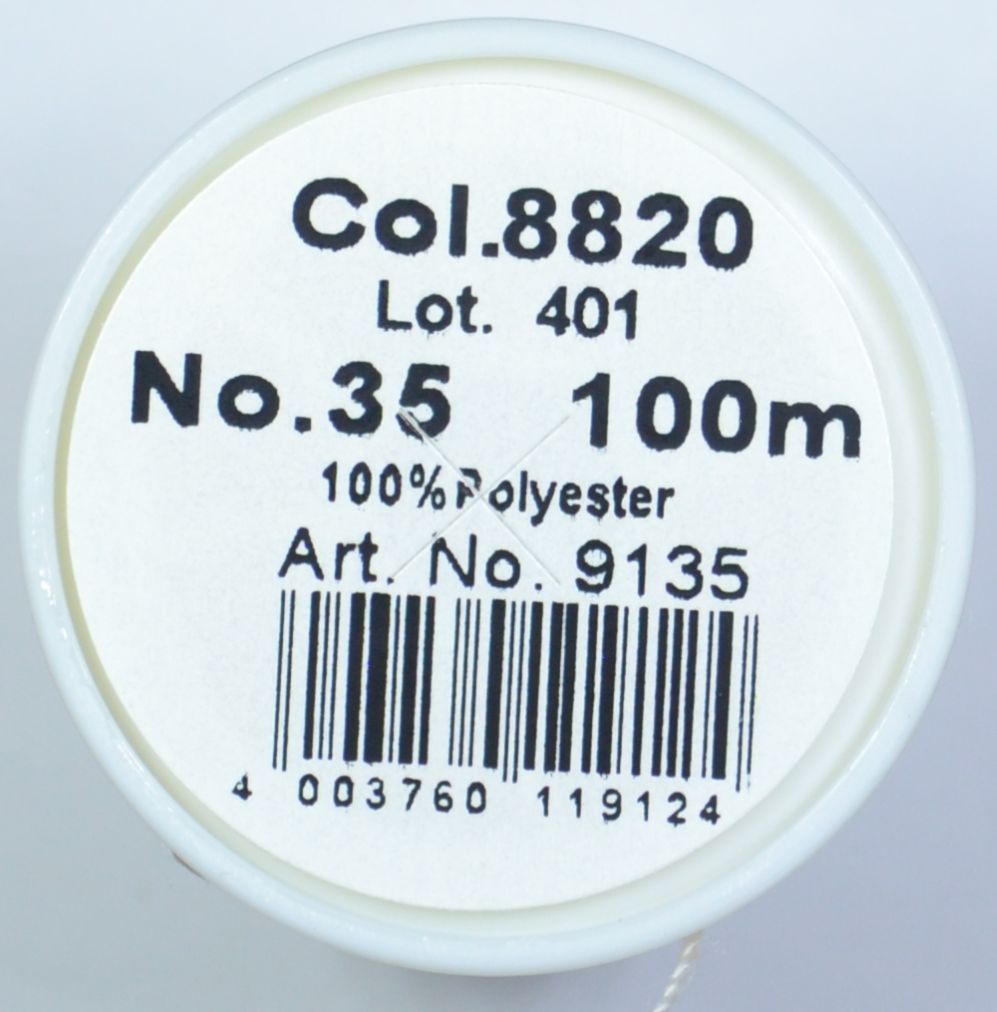 Col.8820
Lot. 401
No.35 100m
100%Polyester
Art. No. 9135
4 003760 119124